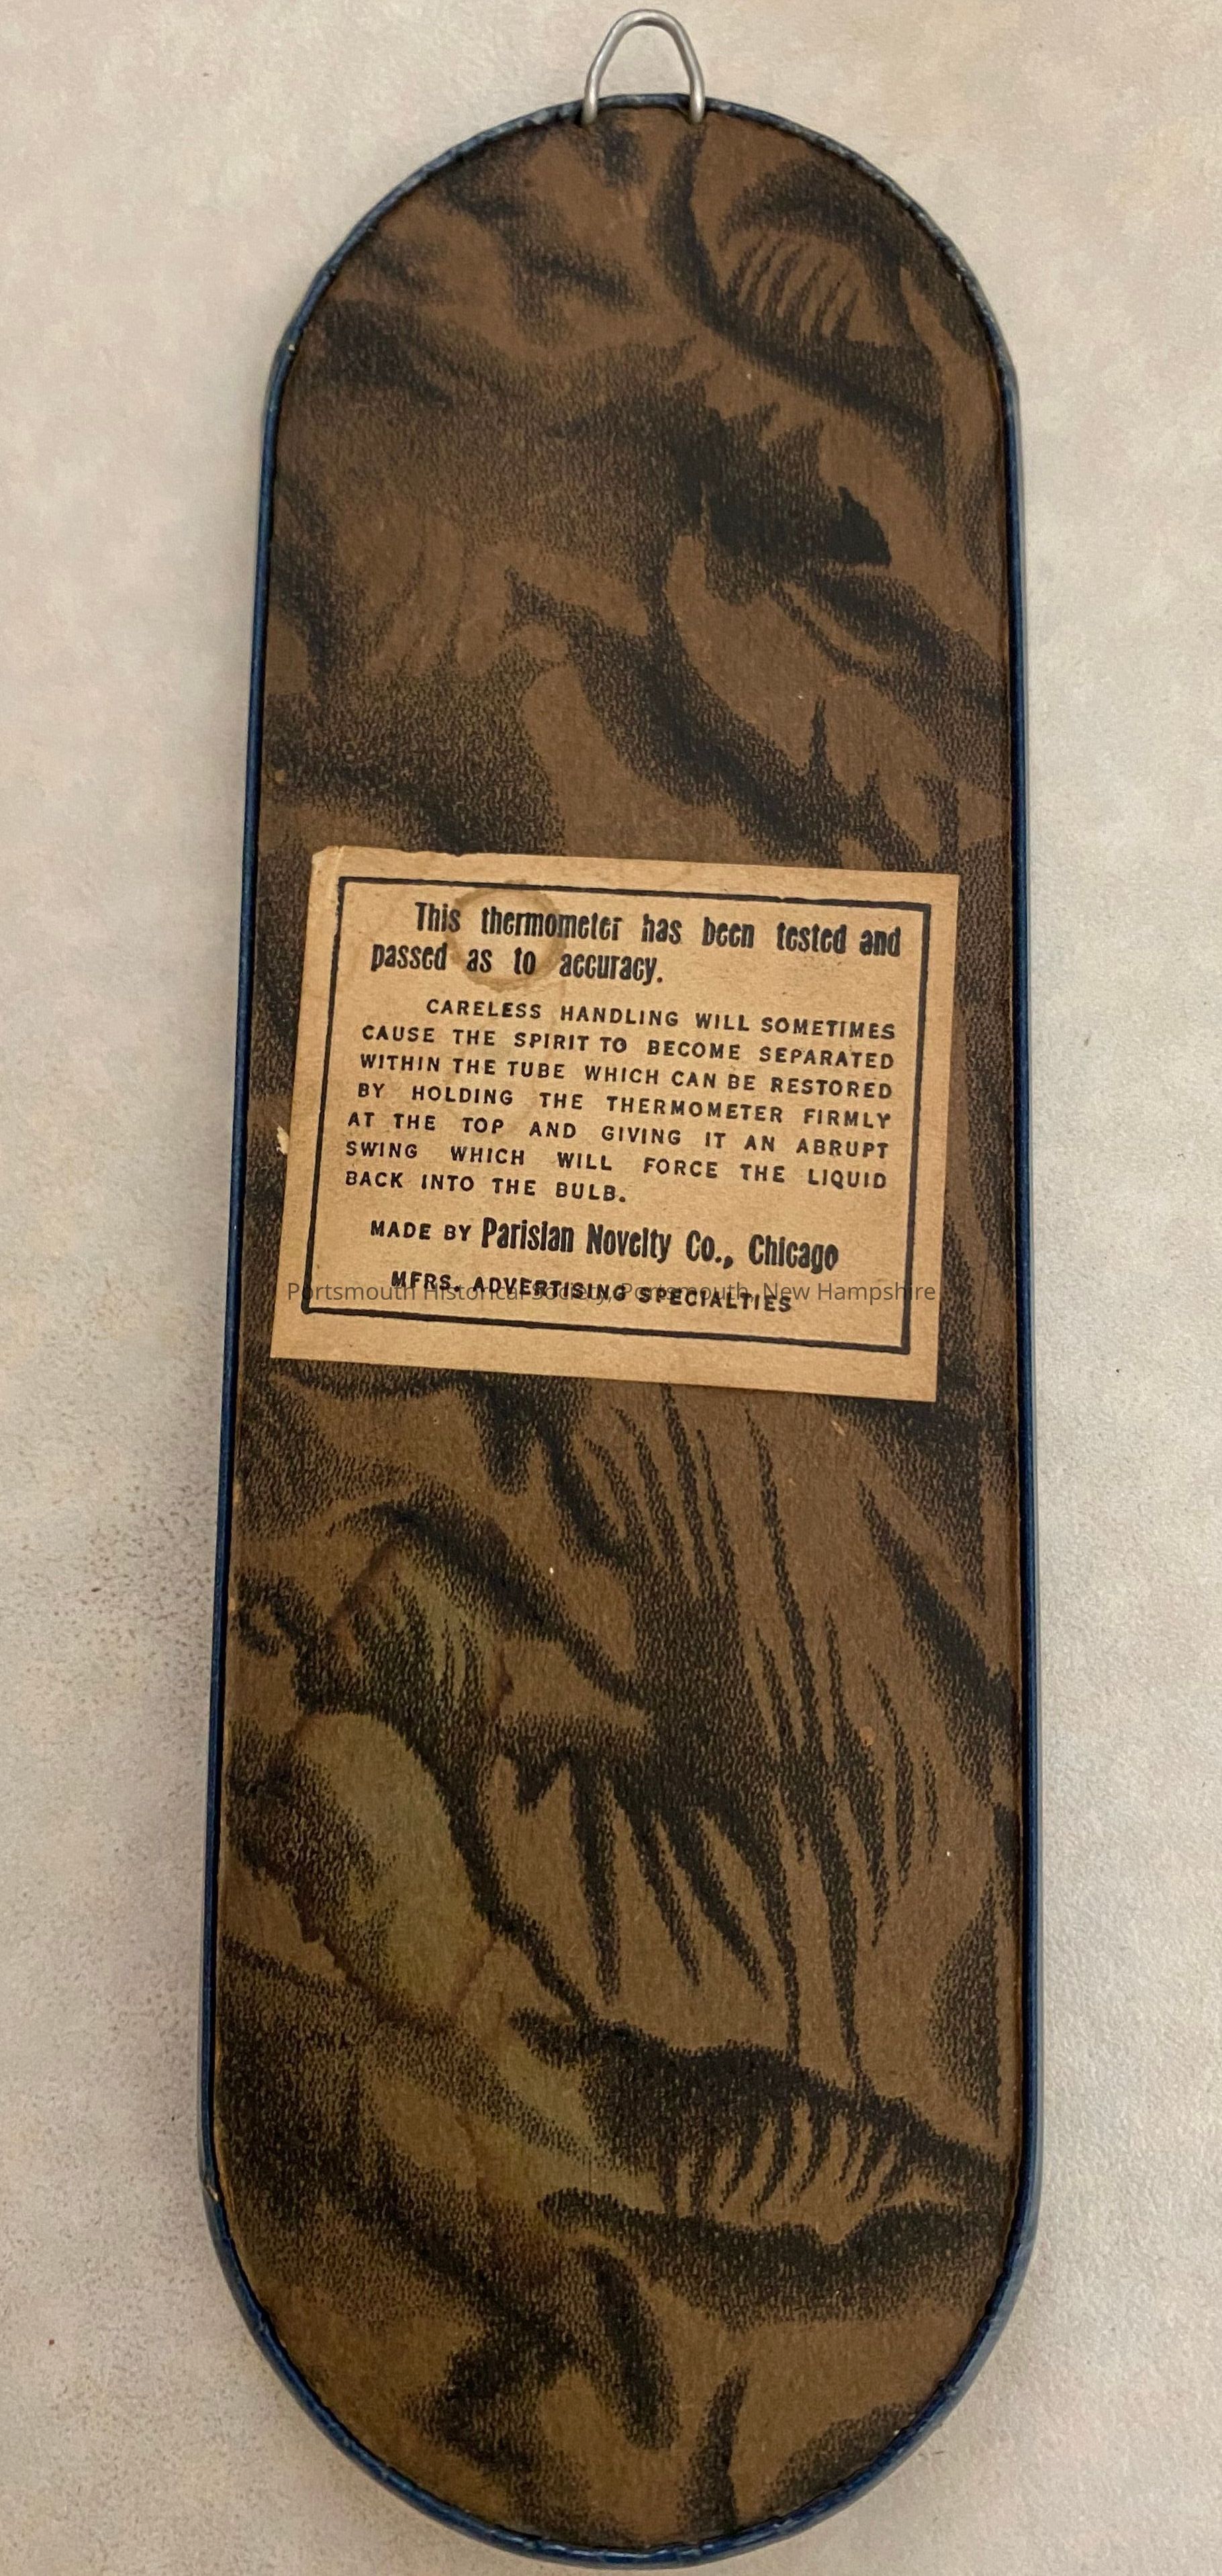 This thermometer has been tested and
passed as to accuracy.
CARELESS HANDLING WILL SOMETIMES
CAUSE THE SPIRIT TO BECOME SEPARATED
WITHIN THE TUBE WHICH CAN BE RESTORED
BY HOLDING THE THERMOMETER FIRMLY
AT THE TOP AND GIVING IT AN ABRUPT
SWING WHICH WILL FORCE THE LIQUID
BACK INTO THE BULB.
MADE BY Parisian Novelty Co., Chicago
MFRS. ADVERTISING SPECIALTIES
Portsmouth Historical Society, Portsmouth, New Hampshire